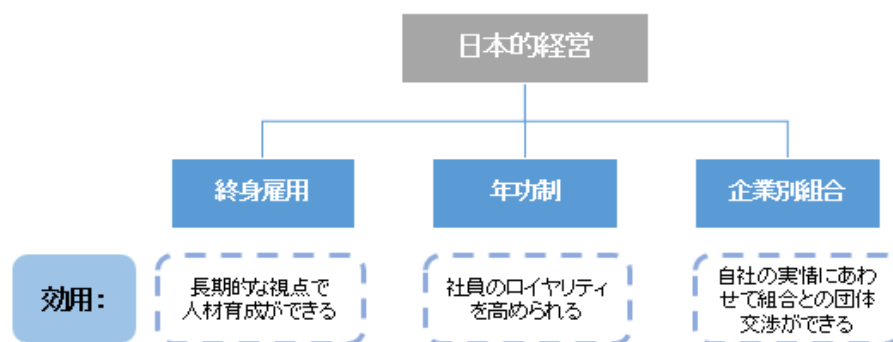 日本的経営
終身雇用
年功制
企業別組合
効用：
長期的な視点で
人材育成ができる
社員のロイヤリティ
を高められる
自社の実情にあわ
せて組合との団体
交渉ができる